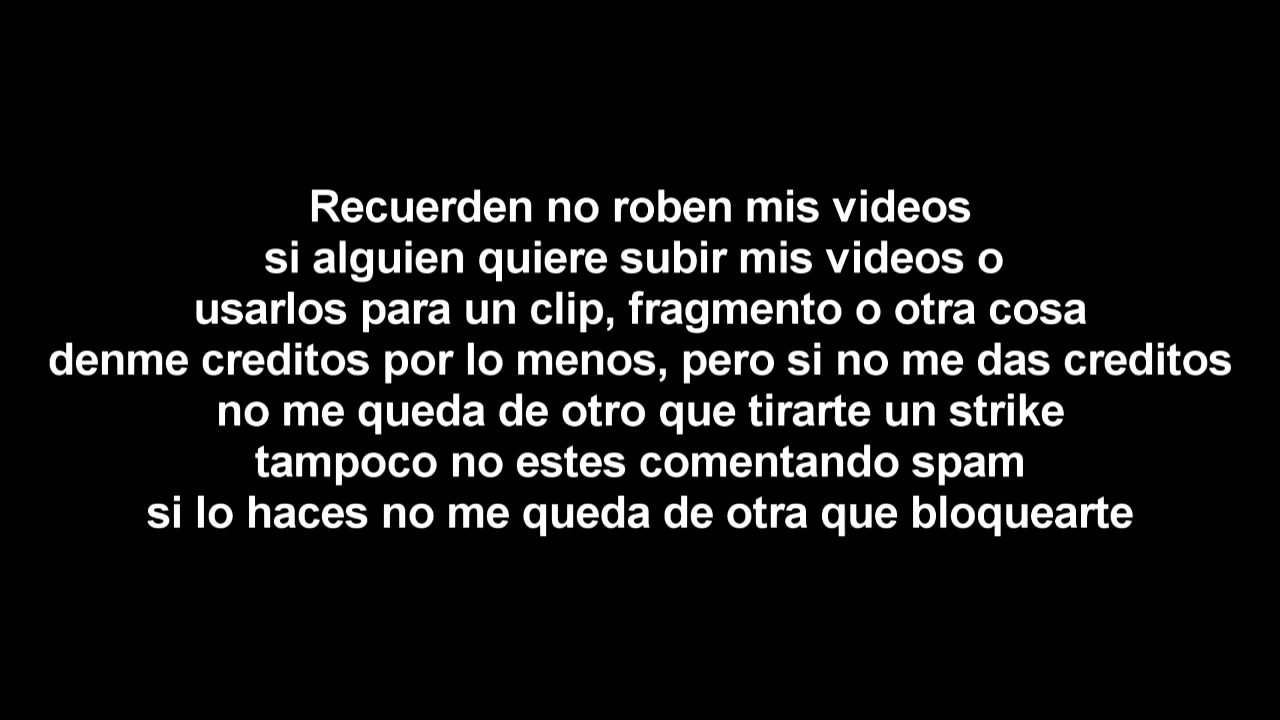 Recuerden no roben mis videos
si alguien quiere subir mis videos o
usarlos para un clip, fragmento o otra cosa
denme creditos por lo menos, pero si no me das creditos
no me queda de otro que tirarte un strike
tampoco no estes comentando spam
si lo haces no me queda de otra que bloquearte